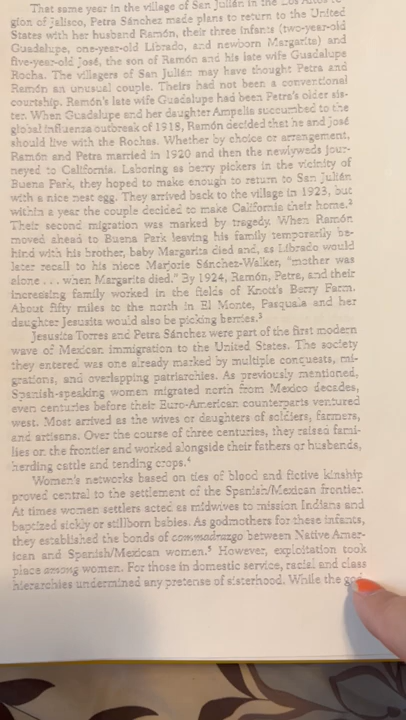 That same year in the village of San Julián in the Los Altos re-
gion of Jalisco, Petra Sánchez made plans to return to the United
States with her husband Ramón, their three infants (two-year-old
Guadalupe, one-year-old Librado, and newborn Margarita) and
five-year-old José, the son of Ramón and his late wife Guadalupe
Rocha. The villagers of San Julián may have thought Petra and
Ramón an unusual couple. Theirs had not been a conventional
courtship. Ramón's late wife Guadalupe had been Petra's older sis-
ter. When Guadalupe and her daughter Ampelia succumbed to the
global influenza outbreak of 1918, Ramón decided that he and José
should live with the Rochas. Whether by choice or arrangement,
Ramón and Petra married in 1920 and then the newlyweds jour-
neyed to California. Laboring as berry pickers in the vicinity of
Buena Park, they hoped to make enough to return to San Julián
with a nice nest egg. They arrived back to the village in 1923, but
within a year the couple decided to make California their home.²
Their second migration was marked by tragedy. When Ramón
moved ahead to Buena Park leaving his family temporarily be-
hind with his brother, baby Margarita died and, as Librado would
later recall to his niece Marjorie Sánchez-Walker, "mother was
alone . . . when Margarita died." By 1924, Ramón, Petra, and their
increasing family worked in the fields of Knott's Berry Farm.
About fifty miles to the north in El Monte, Pasquala and her
daughter Jesusita would also be picking berries.³
Jesusita Torres and Petra Sánchez were part of the first modern
wave of Mexican immigration to the United States. The society
they entered was one already marked by multiple conquests, mi-
grations, and overlapping patriarchies. As previously mentioned,
Spanish-speaking women migrated north from Mexico decades,
even centuries before their Euro-American counterparts ventured
west. Most arrived as the wives or daughters of soldiers, farmers,
and artisans. Over the course of three centuries, they raised fami-
lies on the frontier and worked alongside their fathers or husbands,
herding cattle and tending crops.⁴
Women's networks based on ties of blood and fictive kinship
proved central to the settlement of the Spanish/Mexican frontier.
At times women settlers acted as midwives to mission Indians and
baptized sickly or stillborn babies. As godmothers for these infants,
they established the bonds of commadrazgo between Native Amer-
ican and Spanish/Mexican women.⁵ However, exploitation took
place among women. For those in domestic service, racial and class
hierarchies undermined any pretense of sisterhood. While the